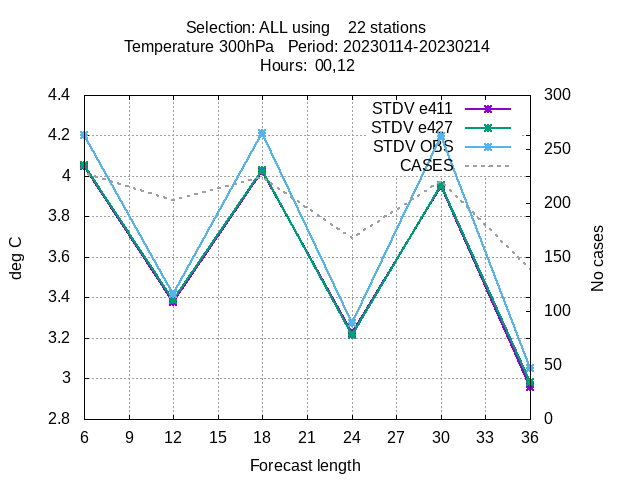 Selection: ALL using 22 stations
Temperature 300hPa Period: 20230114-20230214
Hours: 00,12
4.4
4.2
4
3.8
3.6
3.4
3.2
3
2.8
deg C
STDV e411
STDV e427
STDV OBS
CASES
300
250
200
150
100
50
0
No cases
6 9 12 15 18 21 24 27 30 33 36
Forecast length